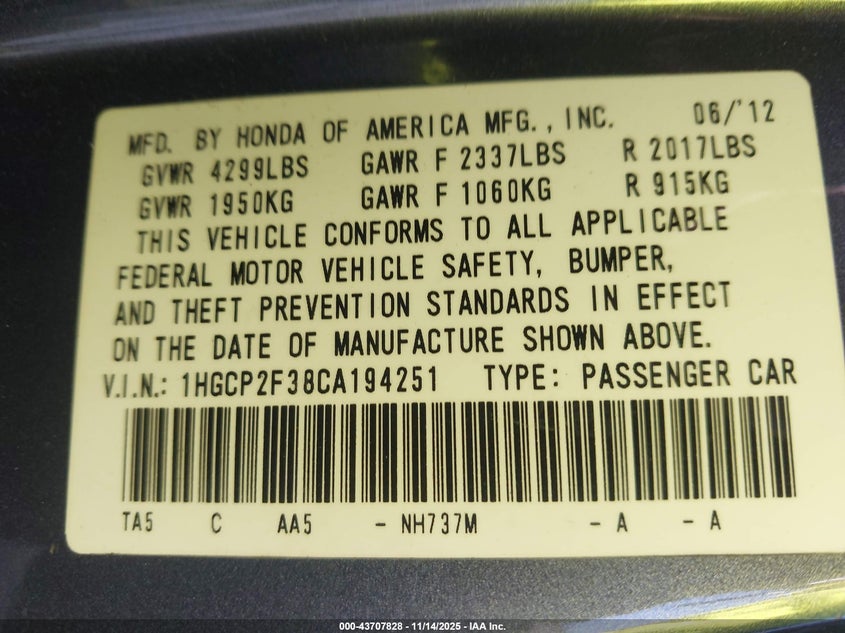 MFD. BY HONDA OF AMERICA MFG., INC. 06/'12
GVWR 4299LBS GAWR F 2337LBS R 2017LBS
GVWR 1950KG GAWR F 1060KG R 915KG
THIS VEHICLE CONFORMS TO ALL APPLICABLE
FEDERAL MOTOR VEHICLE SAFETY, BUMPER,
AND THEFT PREVENTION STANDARDS IN EFFECT
ON THE DATE OF MANUFACTURE SHOWN ABOVE.
V.I.N.: 1HGCP2F38CA194251 TYPE: PASSENGER CAR
TA5 C AA5 - NH737M - A - A
000-43707828 - 11/14/2025 - IAA Inc.